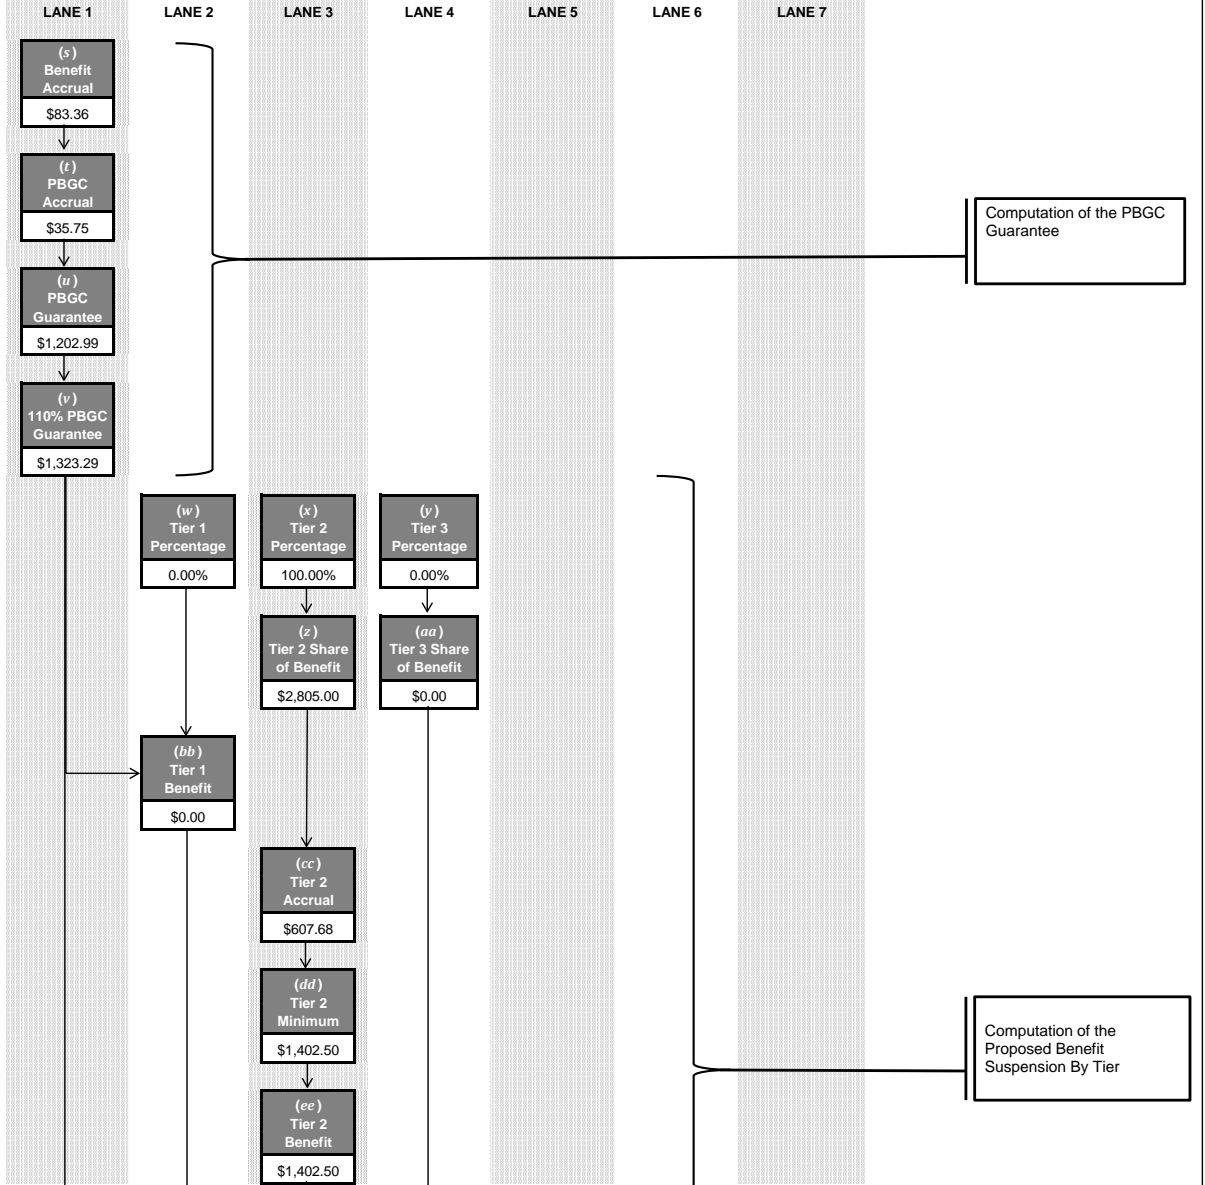 LANE 1 LANE 2 LANE 3 LANE 4 LANE 5 LANE 6 LANE 7
(s)
Benefit
Accrual
$83.36
(t)
PBGC
Accrual
$35.75
Computation of the PBGC
Guarantee
(u)
PBGC
Guarantee
$1,202.99
(v)
110% PBGC
Guarantee
$1,323.29
(w)
Tier 1
Percentage
0.00%
(x)
Tier 2
Percentage
100.00%
(y)
Tier 3
Percentage
0.00%
(z)
Tier 2 Share
of Benefit
$2,805.00
(aa)
Tier 3 Share
of Benefit
$0.00
(bb)
Tier 1
Benefit
$0.00
(cc)
Tier 2
Accrual
$607.68
(dd)
Tier 2
Minimum
$1,402.50
Computation of the
Proposed Benefit
Suspension By Tier
(ee)
Tier 2
Benefit
$1,402.50